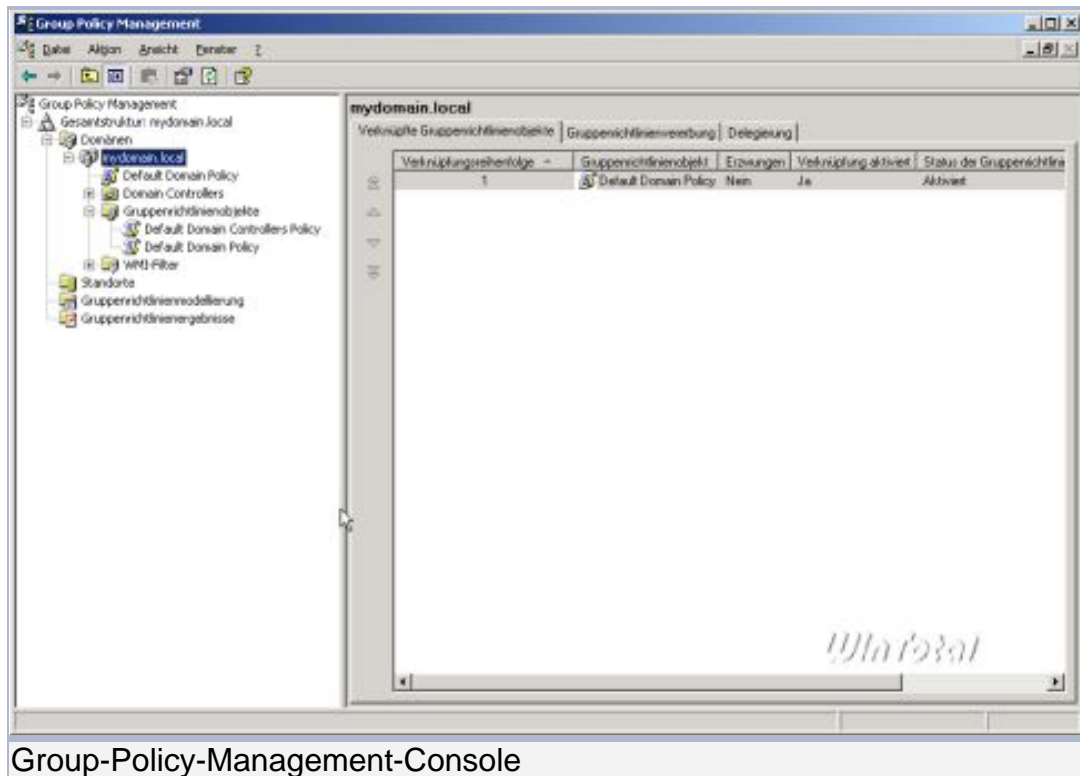 Group Policy Management
Datei Aktion Ansicht Fenster ?
Group Policy Management
Gesamtstruktur: mydomain.local
Domänen
mydomain.local
Default Domain Policy
Domain Controllers
Gruppenrichtlinienobjekte
Default Domain Controllers Policy
Default Domain Policy
WMI-Filter
Standorte
Gruppenrichtlinienmodellierung
Gruppenrichtlinienergebnisse
mydomain.local
Verknüpfte Gruppenrichtlinienobjekte Gruppenrichtlinienvererbung Delegierung
Verknüpfungsreihenfolge Gruppenrichtlinienobjekt Erzwungen Verknüpfung aktiviert Status der Gruppenrichtlinie
1 Default Domain Policy Nein Ja Aktiviert
WinTotal
Group-Policy-Management-Console